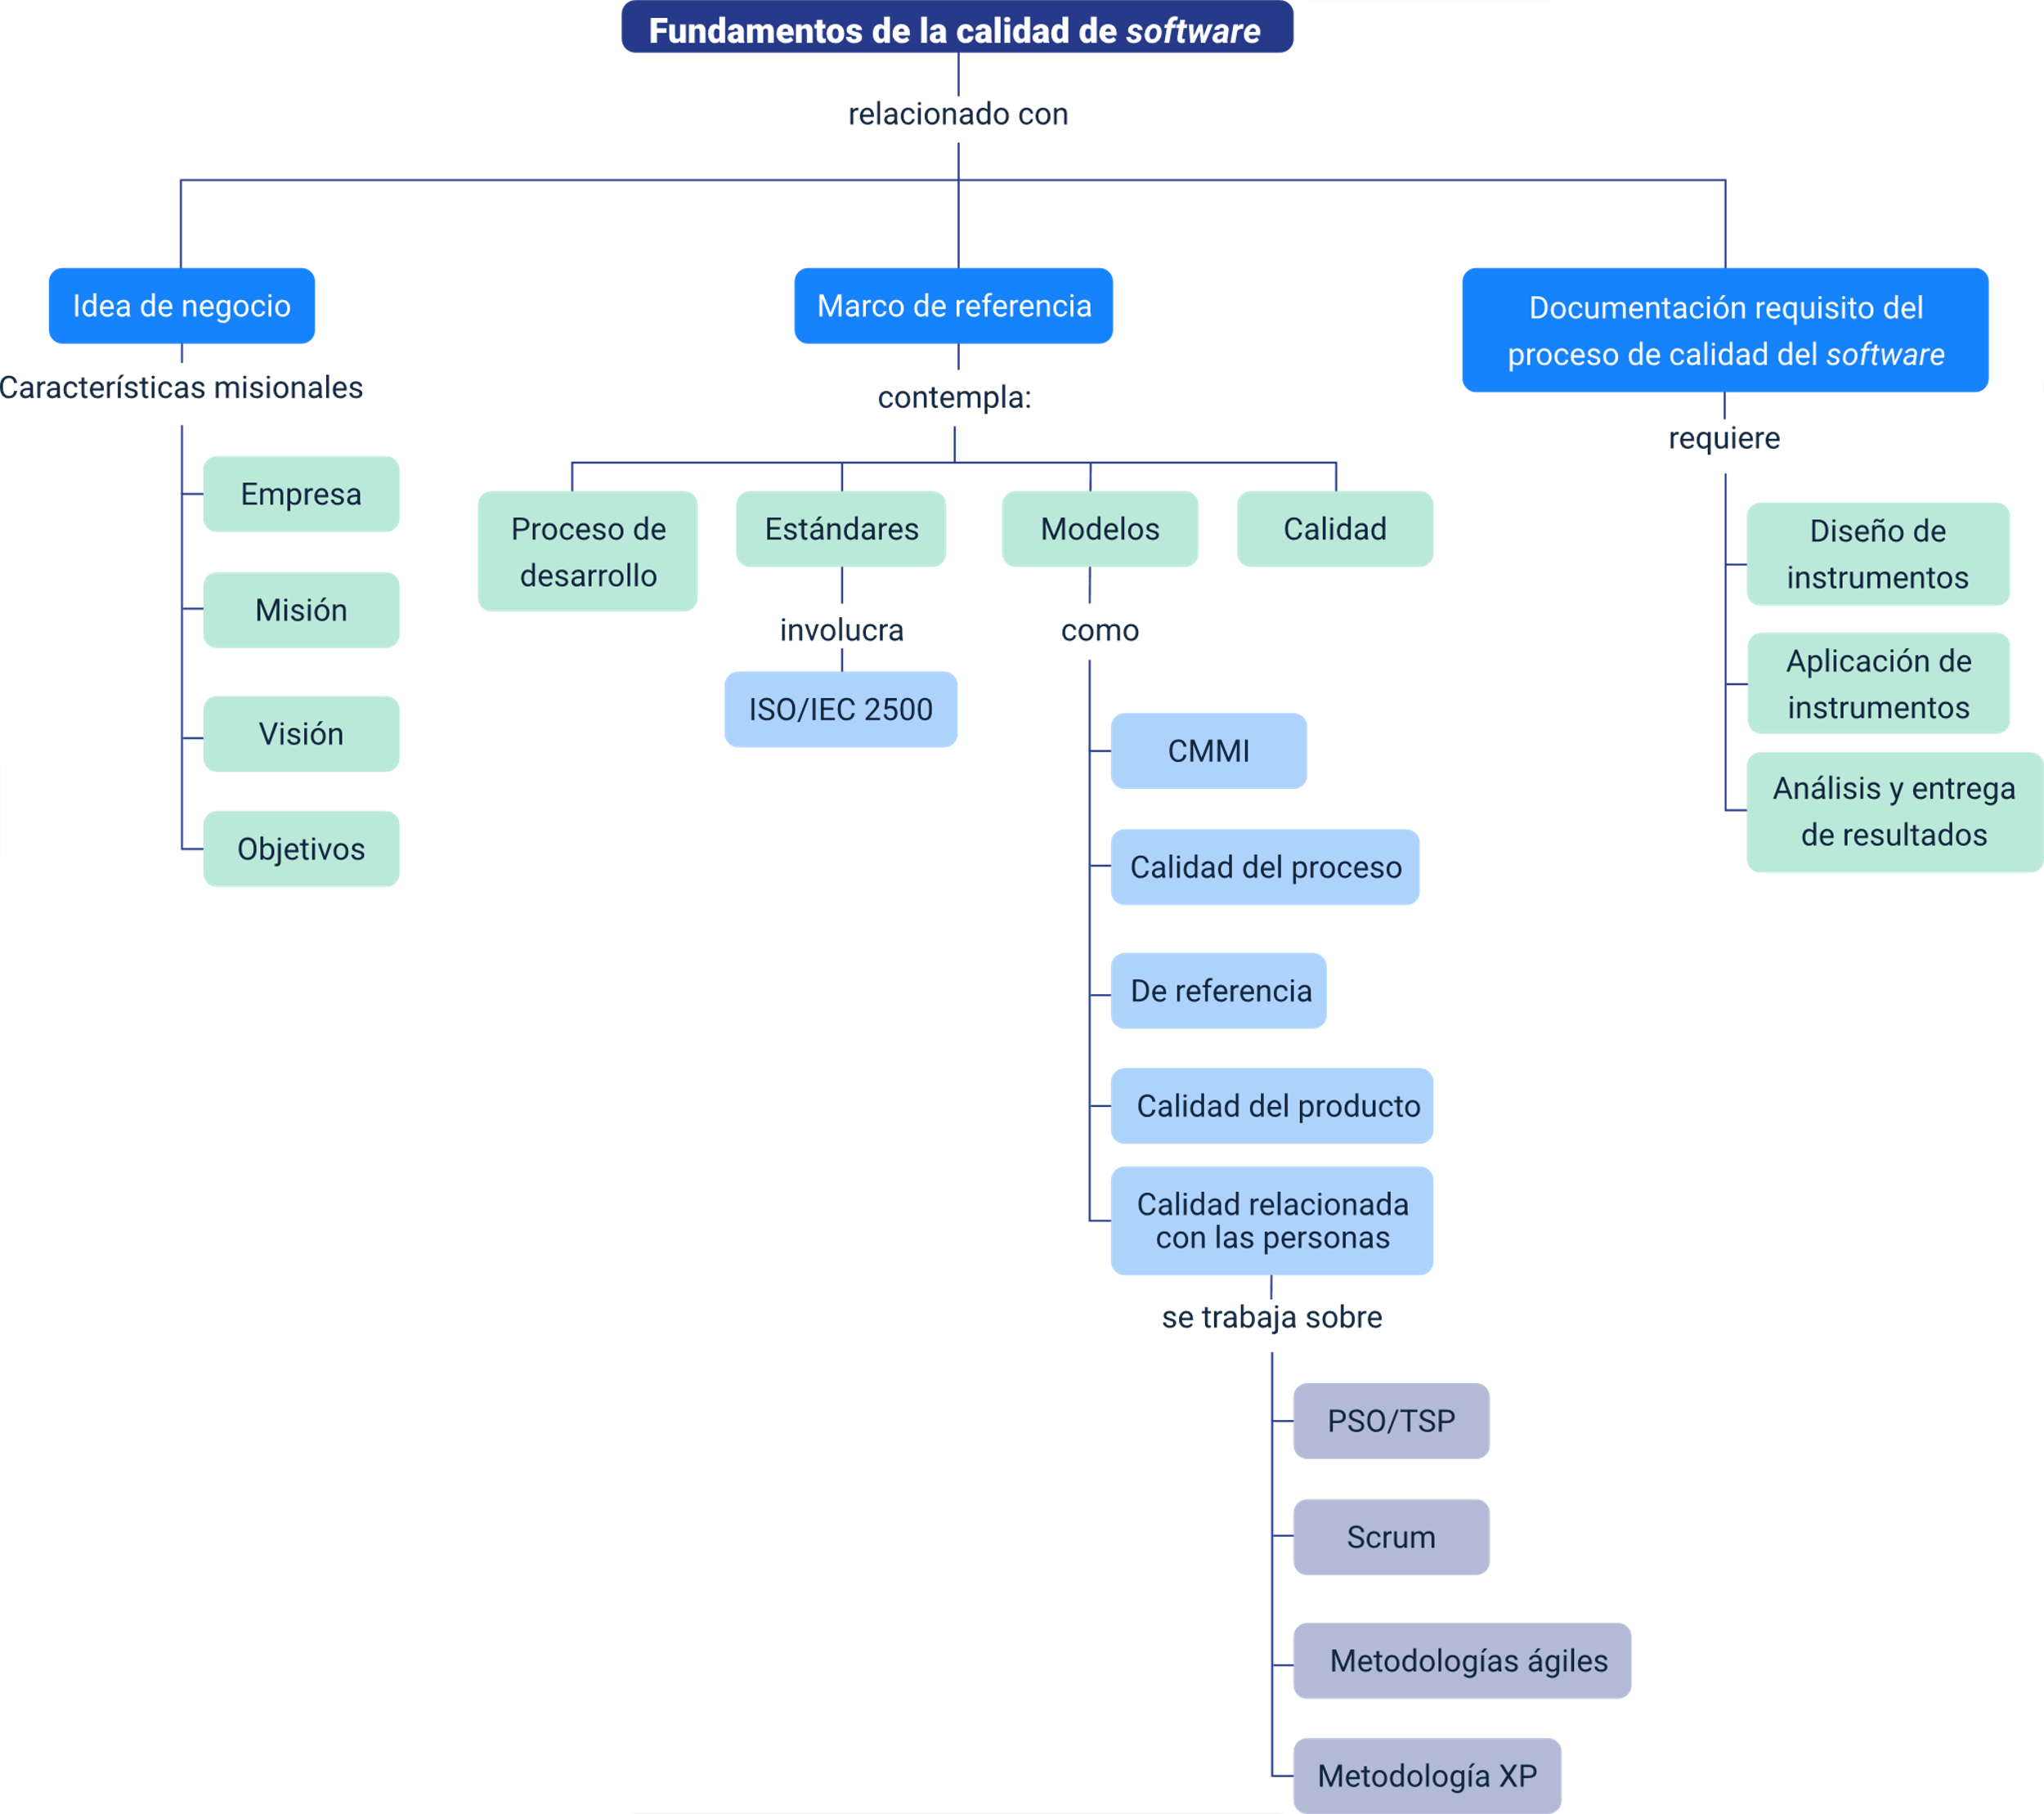 Fundamentos de la calidad de software
relacionado con
Idea de negocio
Características misionales
Empresa
Misión
Visión
Objetivos
Marco de referencia
contempla:
Proceso de
desarrollo
Estándares
involucra
ISO/IEC 2500
Modelos
como
CMMI
Calidad del proceso
De referencia
Calidad del producto
Calidad relacionada
con las personas
se trabaja sobre
PSO/TSP
Scrum
Metodologías ágiles
Metodología XP
Calidad
Documentación requisito del
proceso de calidad del software
requiere
Diseño de
instrumentos
Aplicación de
instrumentos
Análisis y entrega
de resultados